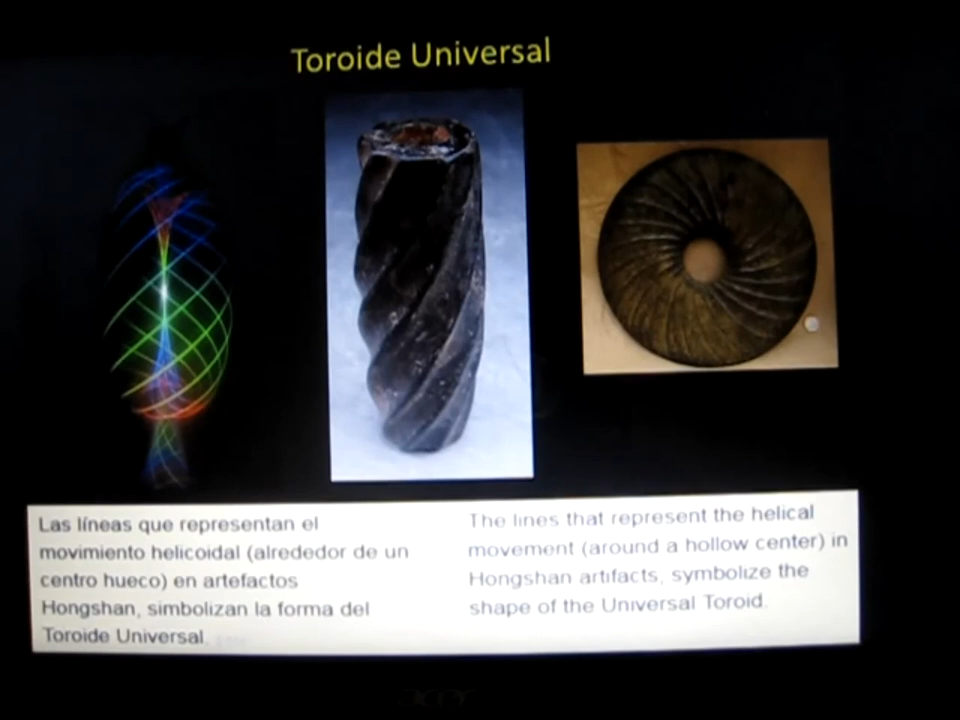 Toroide Universal
Las líneas que representan el
movimiento helicoidal (alrededor de un
centro hueco) en artefactos
Hongshan, simbolizan la forma del
Toroide Universal.
The lines that represent the helical
movement (around a hollow center) in
Hongshan artifacts, symbolize the
shape of the Universal Toroid.
acer